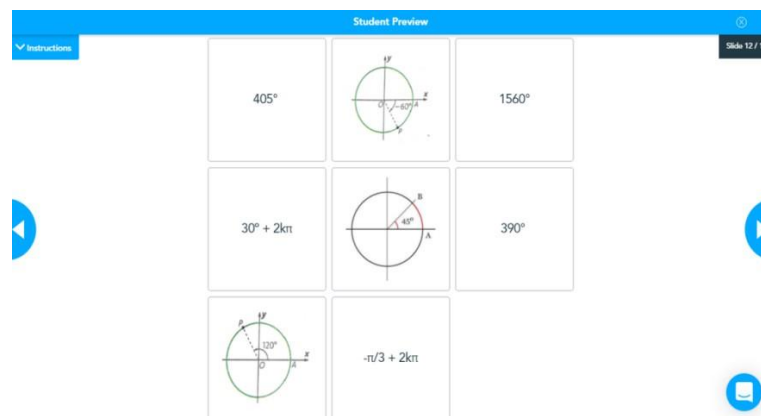 Student Preview
Instructions
Slide 12 /
405°
y
O
-60°
A
x
P
1560°
30° + 2kπ
B
45°
A
390°
y
P
120°
x
O
A
-π/3 + 2kπ